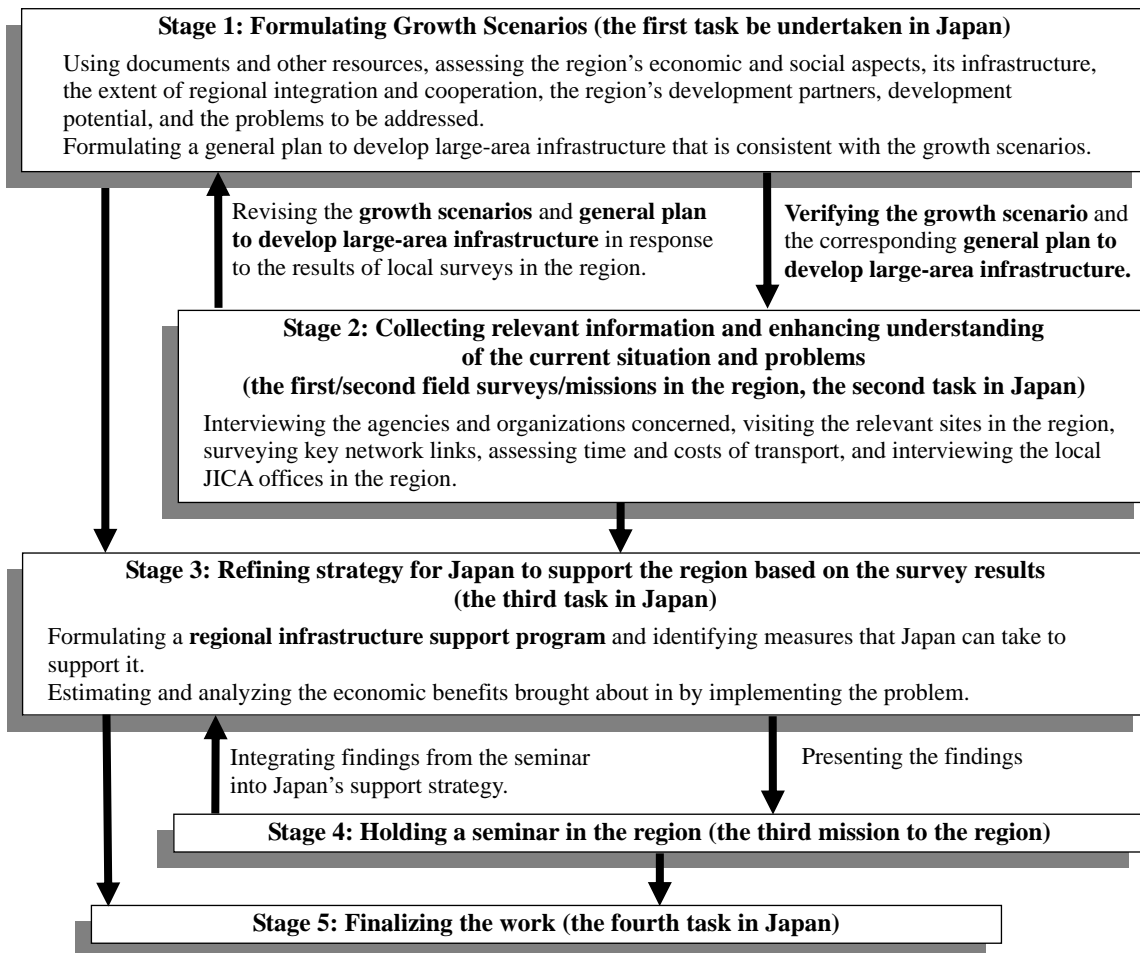 Stage 1: Formulating Growth Scenarios (the first task be undertaken in Japan)
Using documents and other resources, assessing the region's economic and social aspects, its infrastructure,
the extent of regional integration and cooperation, the region's development partners, development
potential, and the problems to be addressed.
Formulating a general plan to develop large-area infrastructure that is consistent with the growth scenarios.
Revising the growth scenarios and general plan
to develop large-area infrastructure in response
to the results of local surveys in the region.
Verifying the growth scenario and
the corresponding general plan to
develop large-area infrastructure.
Stage 2: Collecting relevant information and enhancing understanding
of the current situation and problems
(the first/second field surveys/missions in the region, the second task in Japan)
Interviewing the agencies and organizations concerned, visiting the relevant sites in the region,
surveying key network links, assessing time and costs of transport, and interviewing the local
JICA offices in the region.
Stage 3: Refining strategy for Japan to support the region based on the survey results
(the third task in Japan)
Formulating a regional infrastructure support program and identifying measures that Japan can take to
support it.
Estimating and analyzing the economic benefits brought about in by implementing the problem.
Integrating findings from the seminar
into Japan's support strategy.
Presenting the findings
Stage 4: Holding a seminar in the region (the third mission to the region)
Stage 5: Finalizing the work (the fourth task in Japan)